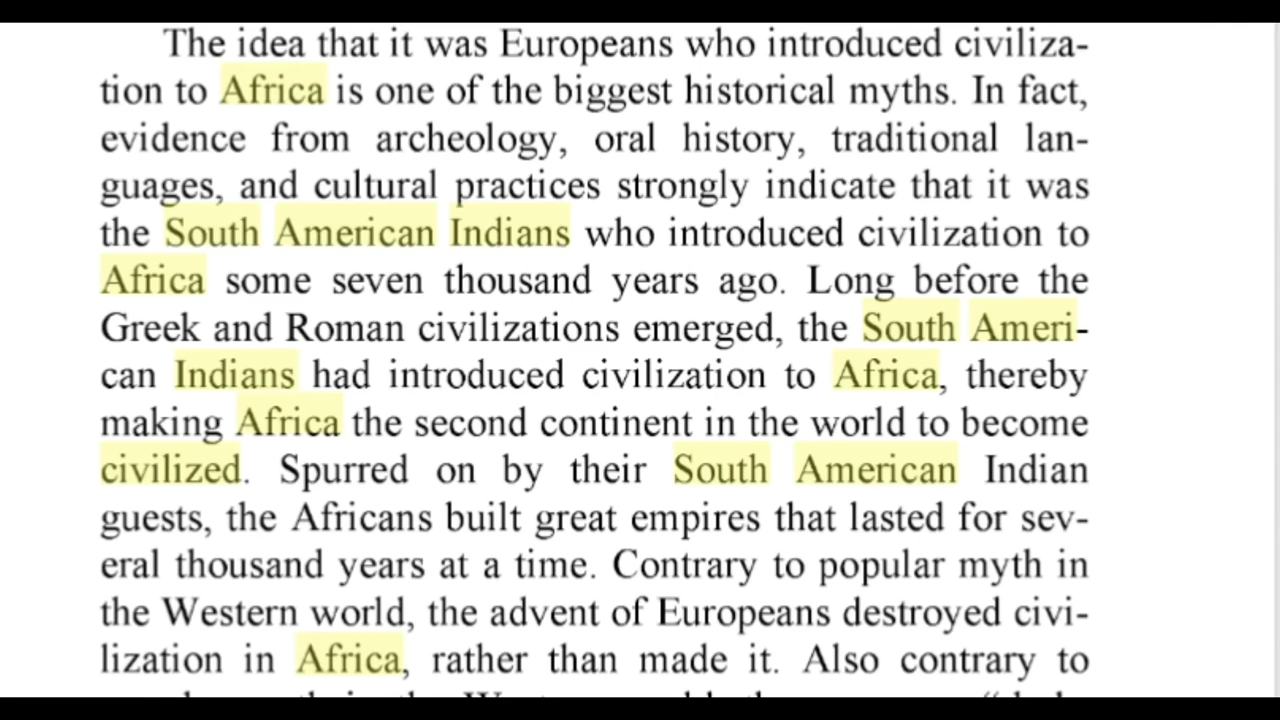 The idea that it was Europeans who introduced civiliza-
tion to Africa is one of the biggest historical myths. In fact,
evidence from archeology, oral history, traditional lan-
guages, and cultural practices strongly indicate that it was
the South American Indians who introduced civilization to
Africa some seven thousand years ago. Long before the
Greek and Roman civilizations emerged, the South Ameri-
can Indians had introduced civilization to Africa, thereby
making Africa the second continent in the world to become
civilized. Spurred on by their South American Indian
guests, the Africans built great empires that lasted for sev-
eral thousand years at a time. Contrary to popular myth in
the Western world, the advent of Europeans destroyed civi-
lization in Africa, rather than made it. Also contrary to